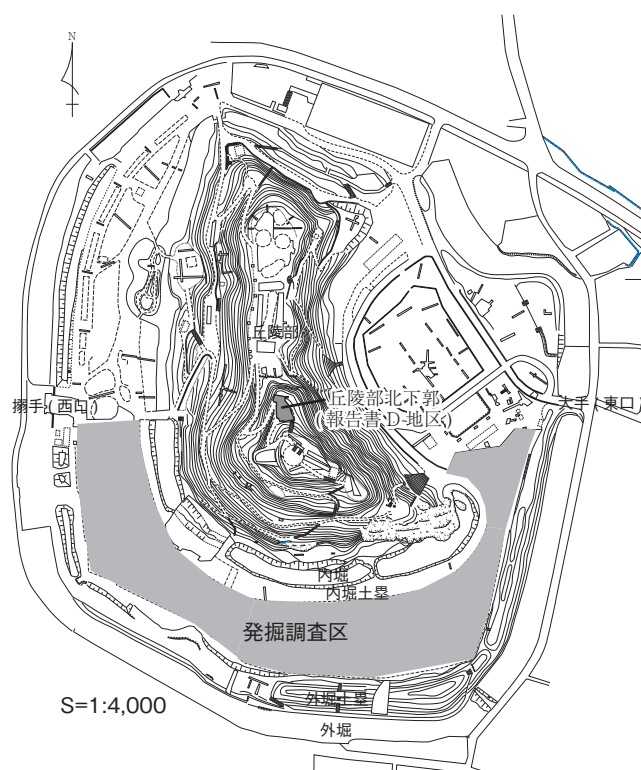 N
丘陵部
丘陵部北下郭
(報告書 D 地区)
搦手(西口)
大手(東口)
内堀
内堀土塁
発掘調査区
S=1:4,000
外堀土塁
外堀